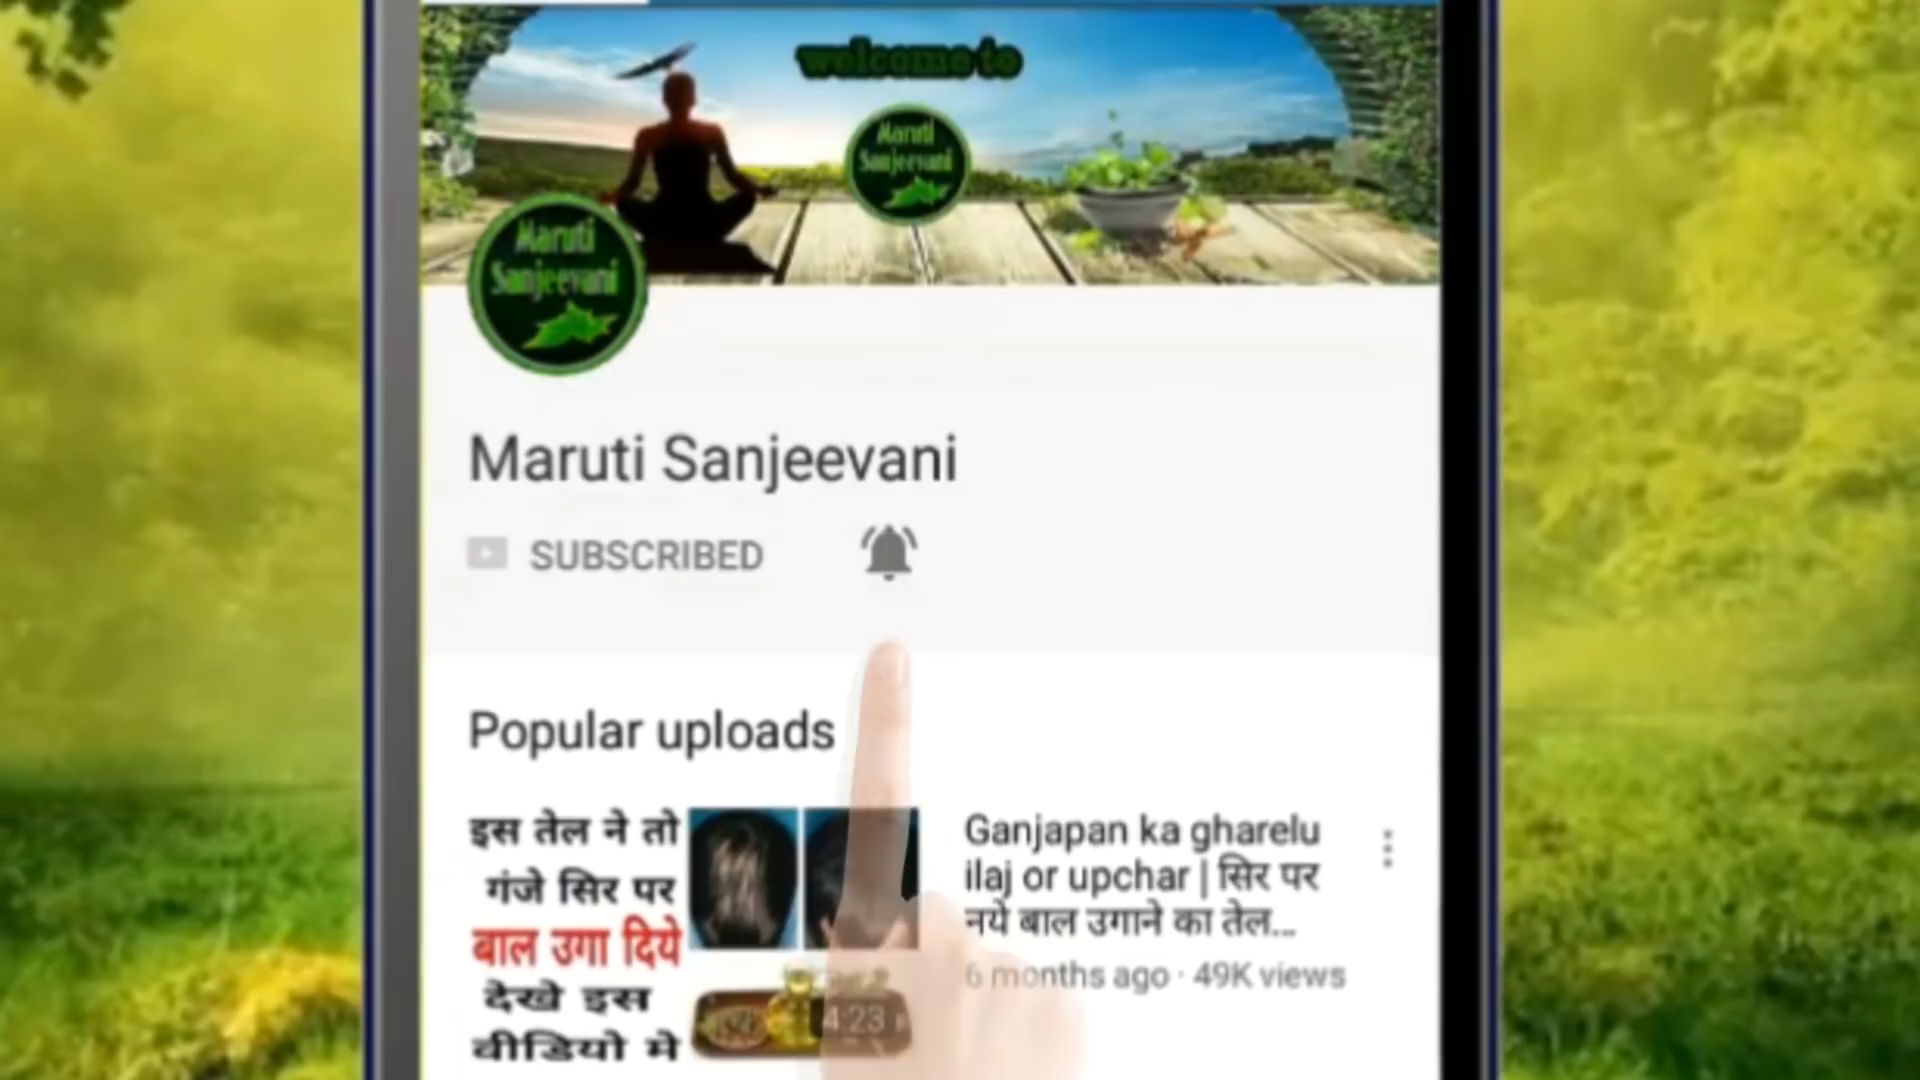 welcome to
Maruti
Sanjeevani
Maruti
Sanjeevani
Maruti Sanjeevani
SUBSCRIBED
Popular uploads
इस तेल ने तो
गंजे सिर पर
बाल उगा दिये
देखे इस
वीडियो मे
4:23
Ganjapan ka gharelu
ilaj or upchar | सिर पर
नये बाल उगाने का तेल...
6 months ago · 49K views